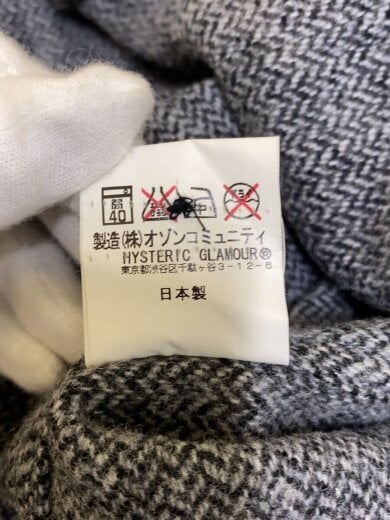 弱
40
中
製造(株)オゾンコミュニティ
HYSTERIC GLAMOUR®
東京都渋谷区千駄ヶ谷3-12-6
日本製